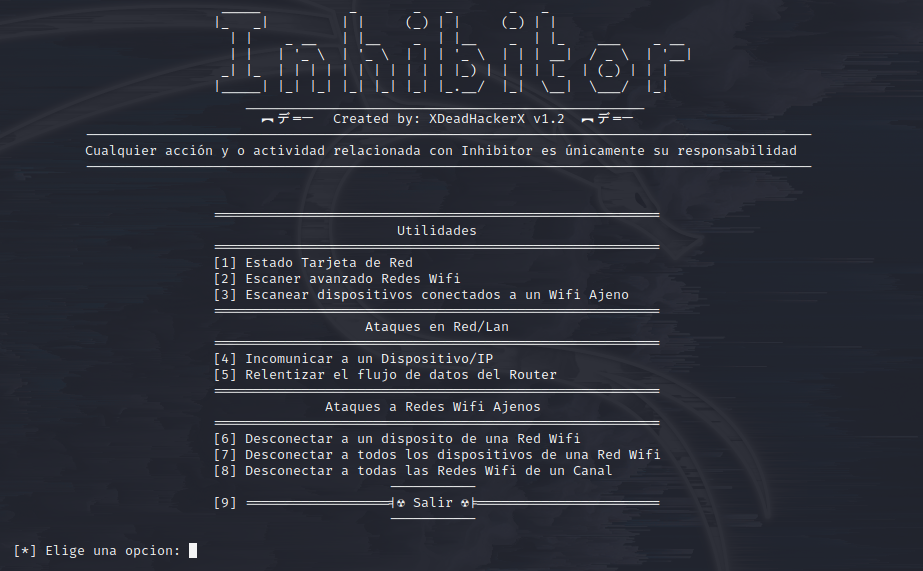 Inhibitor
︻デ═一 Created by: XDeadHackerX v1.2 ︻デ═一
Cualquier acción y o actividad relacionada con Inhibitor es únicamente su responsabilidad
Utilidades
[1] Estado Tarjeta de Red
[2] Escaner avanzado Redes Wifi
[3] Escanear dispositivos conectados a un Wifi Ajeno
Ataques en Red/Lan
[4] Incomunicar a un Dispositivo/IP
[5] Relentizar el flujo de datos del Router
Ataques a Redes Wifi Ajenos
[6] Desconectar a un disposito de una Red Wifi
[7] Desconectar a todos los dispositivos de una Red Wifi
[8] Desconectar a todas las Redes Wifi de un Canal
[9] ══════════════════┤☢ Salir ☢├══════════════════
[*] Elige una opcion: